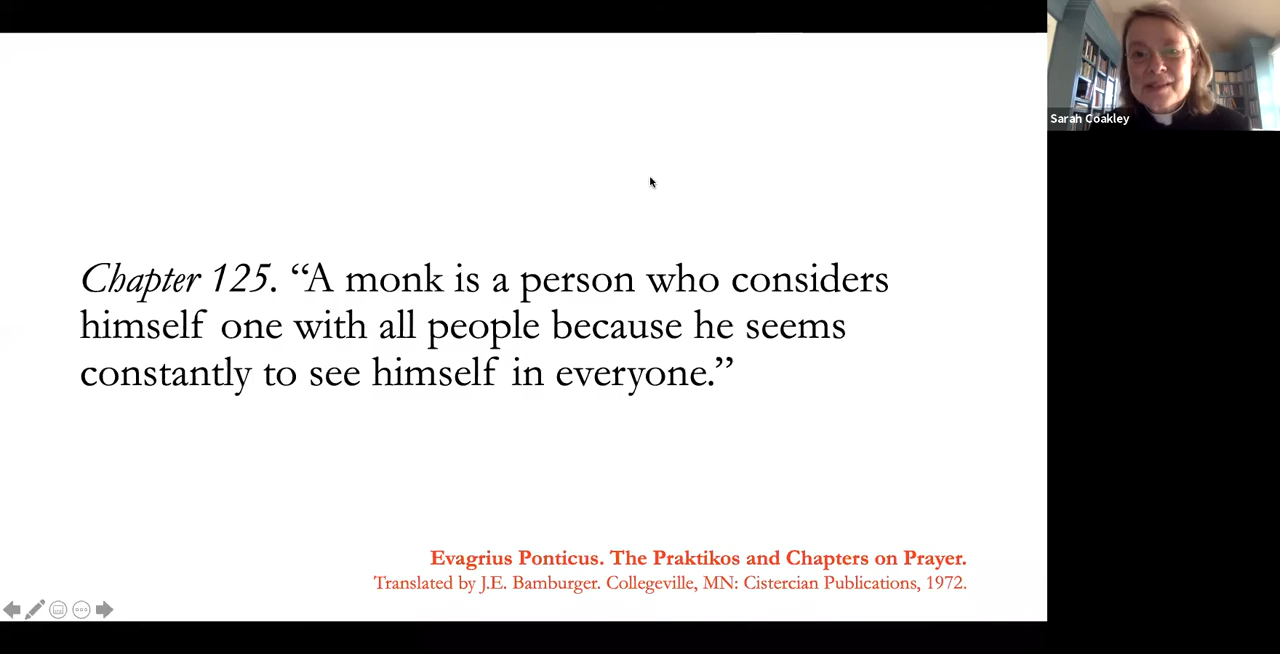 Sarah Coakley
Chapter 125. “A monk is a person who considers
himself one with all people because he seems
constantly to see himself in everyone.”
Evagrius Ponticus. The Praktikos and Chapters on Prayer.
Translated by J.E. Bamburger. Collegeville, MN: Cistercian Publications, 1972.